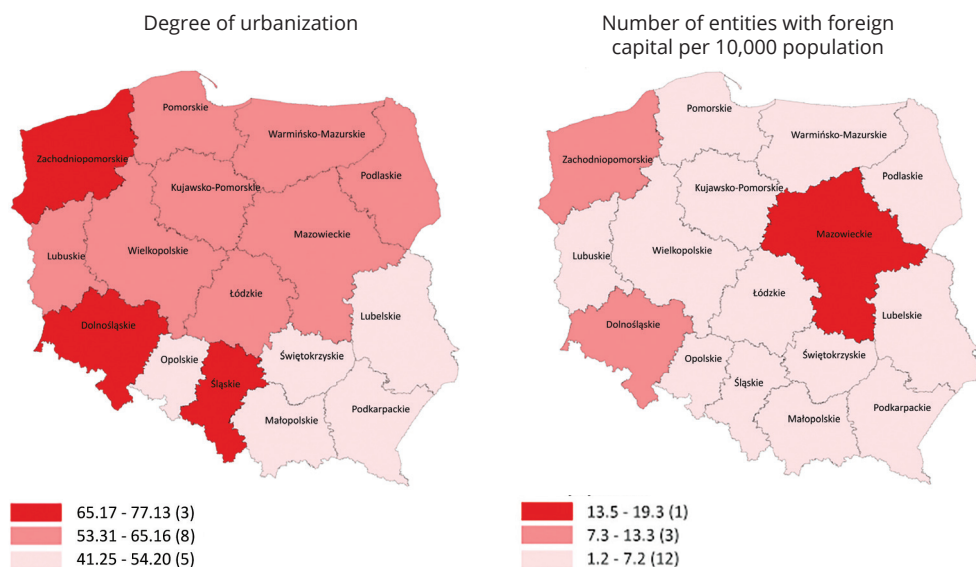 Degree of urbanization
Pomorskie
Warmińsko-Mazurskie
Zachodniopomorskie
Podlaskie
Kujawsko-Pomorskie
Mazowieckie
Wielkopolskie
Lubuskie
Łódzkie
Lubelskie
Dolnośląskie
Opolskie
Świętokrzyskie
Śląskie
Podkarpackie
Małopolskie
65.17 - 77.13 (3)
53.31 - 65.16 (8)
41.25 - 54.20 (5)
Number of entities with foreign
capital per 10,000 population
Pomorskie
Warmińsko-Mazurskie
Zachodniopomorskie
Podlaskie
Kujawsko-Pomorskie
Mazowieckie
Wielkopolskie
Lubuskie
Łódzkie
Lubelskie
Dolnośląskie
Opolskie
Świętokrzyskie
Śląskie
Podkarpackie
Małopolskie
13.5 - 19.3 (1)
7.3 - 13.3 (3)
1.2 - 7.2 (12)